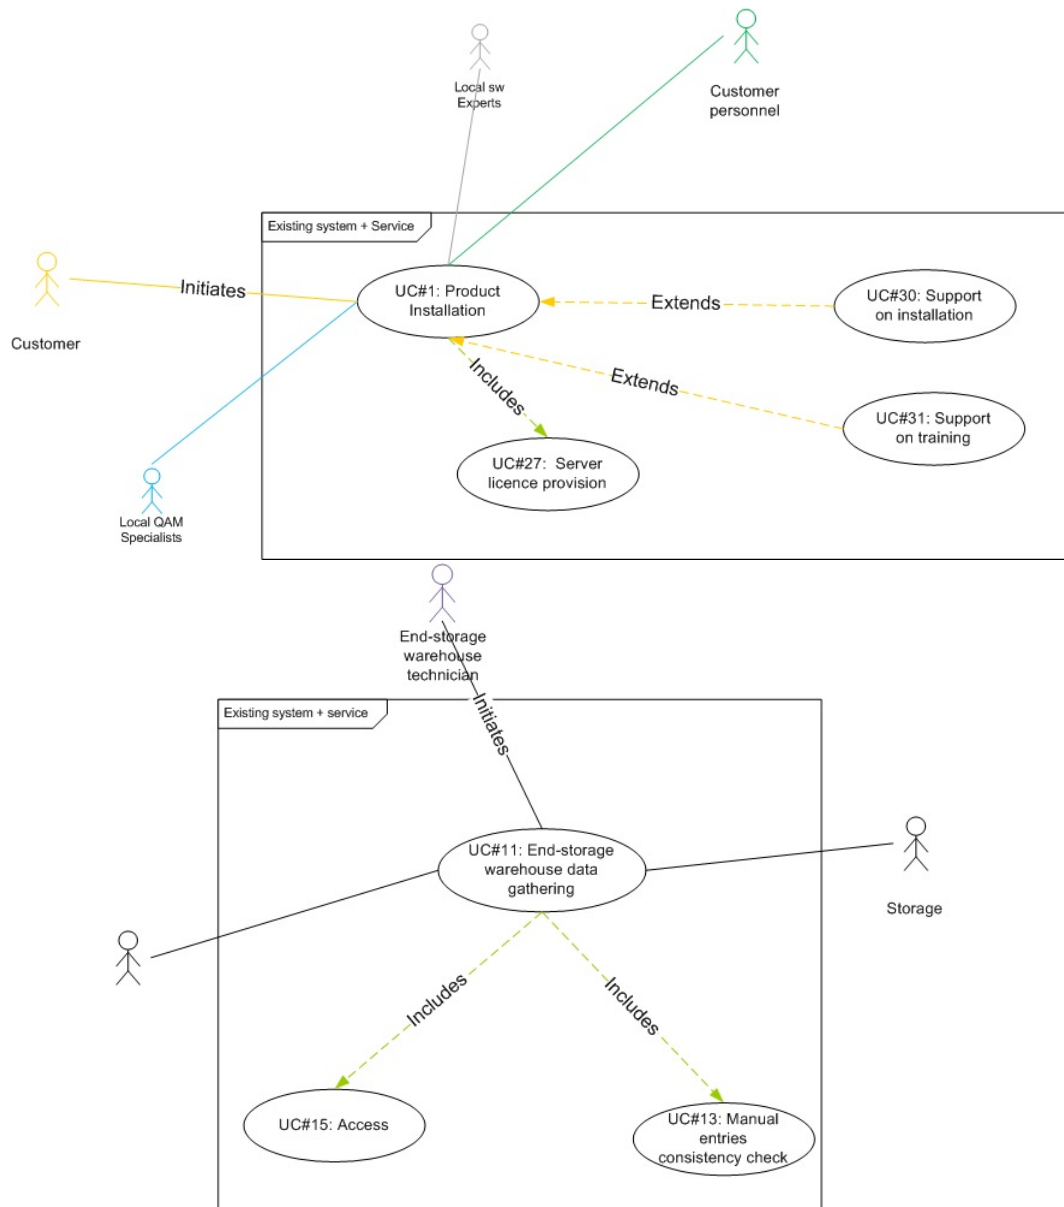 Local sw
Experts
Customer
personnel
Existing system + Service
Initiates
UC#1: Product
Installation
Extends
UC#30: Support
on installation
Customer
Includes
Extends
UC#31: Support
on training
UC#27:  Server
licence provision
Local QAM
Specialists
End-storage
warehouse
technician
Existing system + service
Initiates
UC#11: End-storage
warehouse data
gathering
Storage
Includes
Includes
UC#15: Access
UC#13: Manual
entries
consistency check